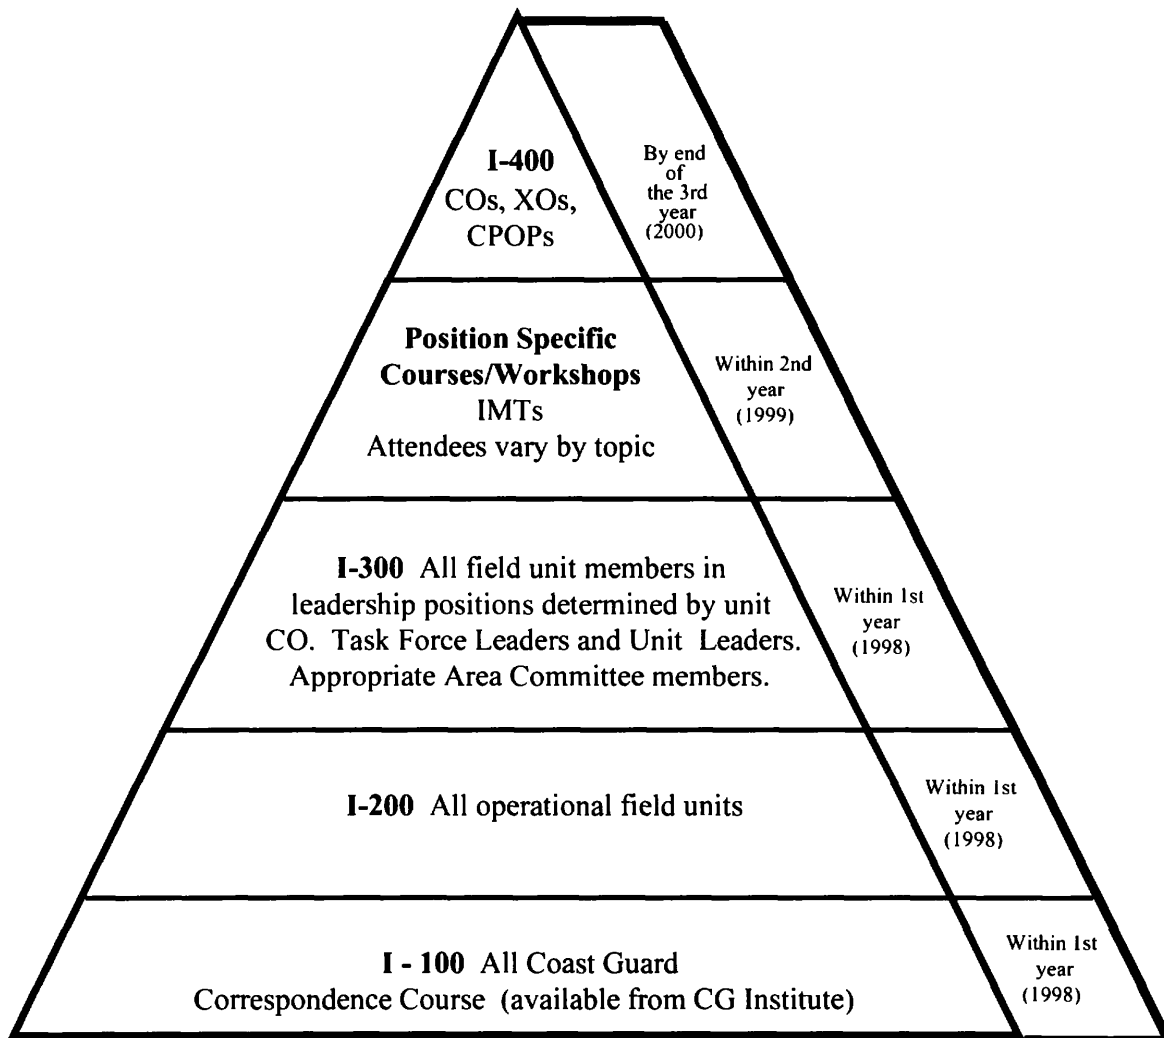 I-400
COs, XOs,
CPOPs
By end
of
the 3rd
year
(2000)
Position Specific
Courses/Workshops
IMTs
Attendees vary by topic
Within 2nd
year
(1999)
I-300 All field unit members in
leadership positions determined by unit
CO. Task Force Leaders and Unit Leaders.
Appropriate Area Committee members.
Within 1st
year
(1998)
I-200 All operational field units
Within 1st
year
(1998)
I - 100 All Coast Guard
Correspondence Course (available from CG Institute)
Within 1st
year
(1998)